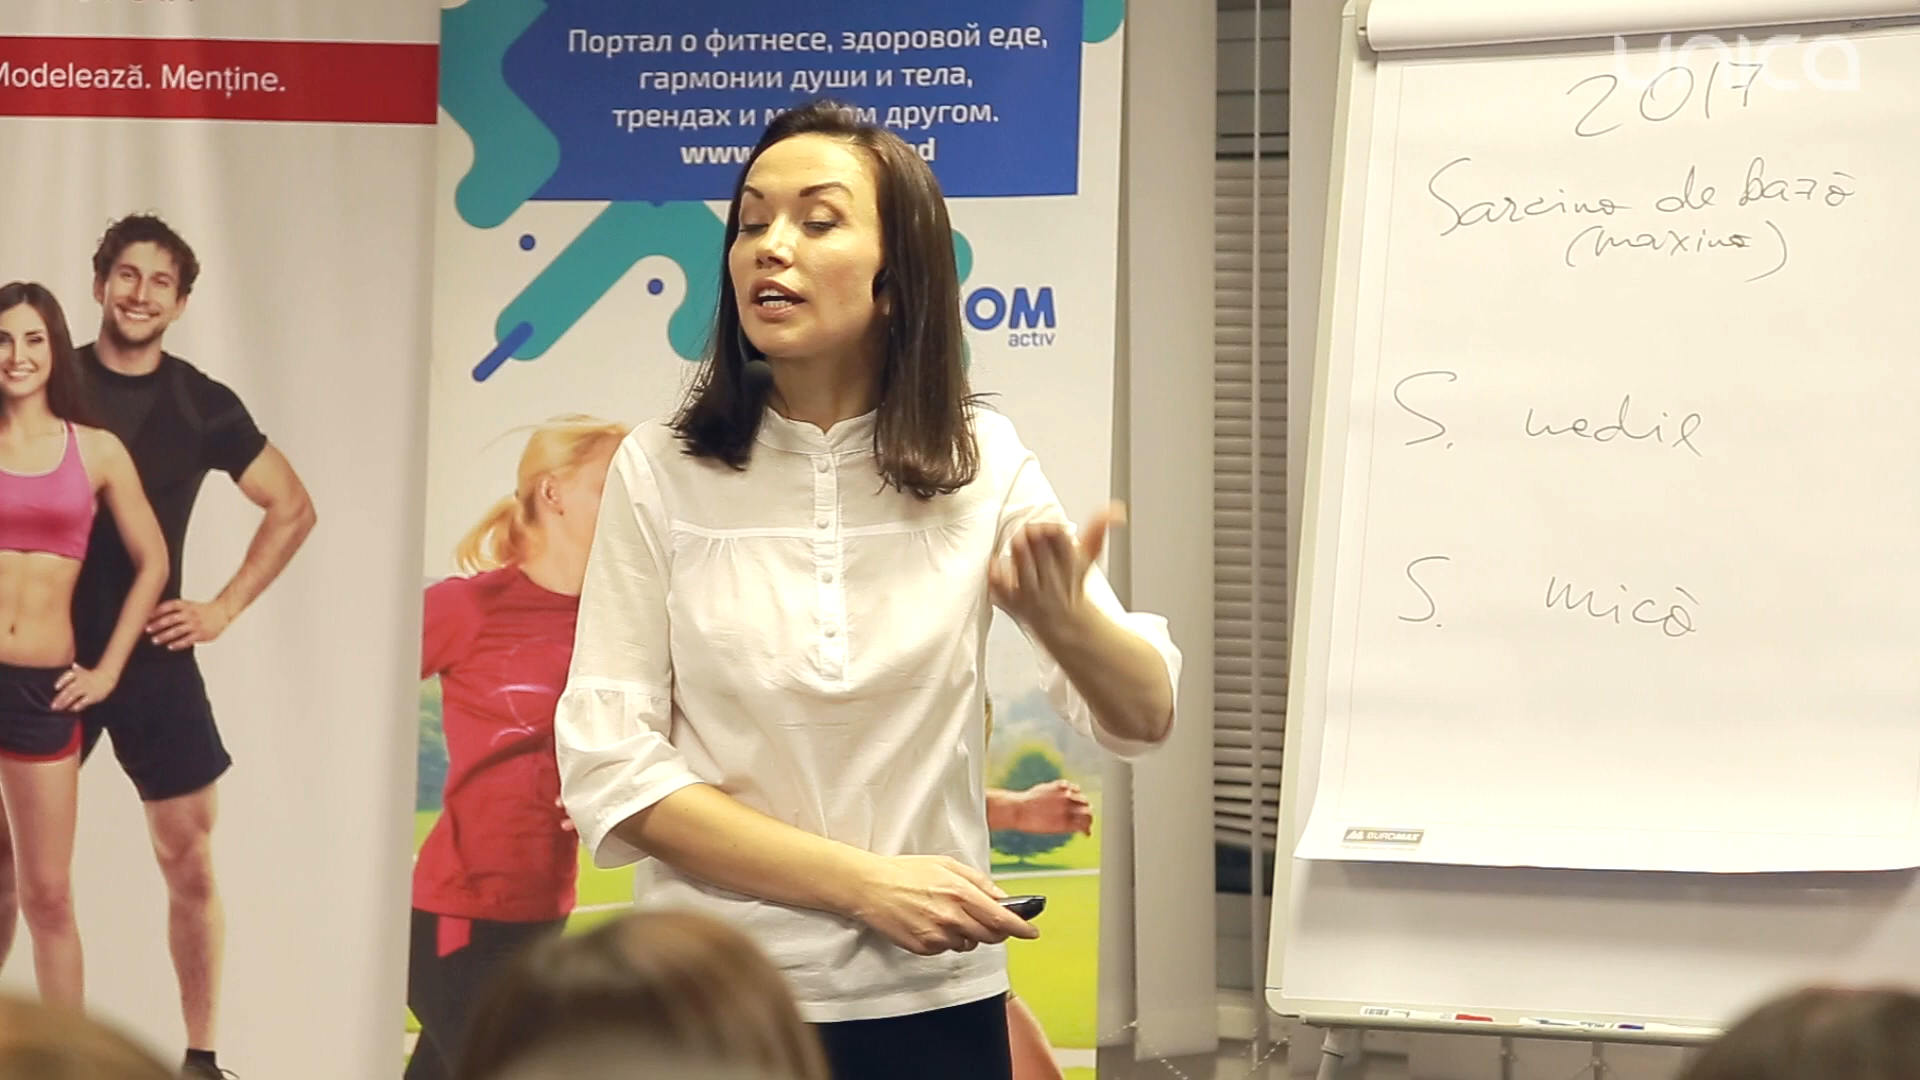 Modelează. Menține.
Портал о фитнесе, здоровой еде,
гармонии души и тела,
трендах и другом.
www
OM
activ
unica
2017
Sarcina de bază
(maxima)
S. medie
S. mică
BUROMAX